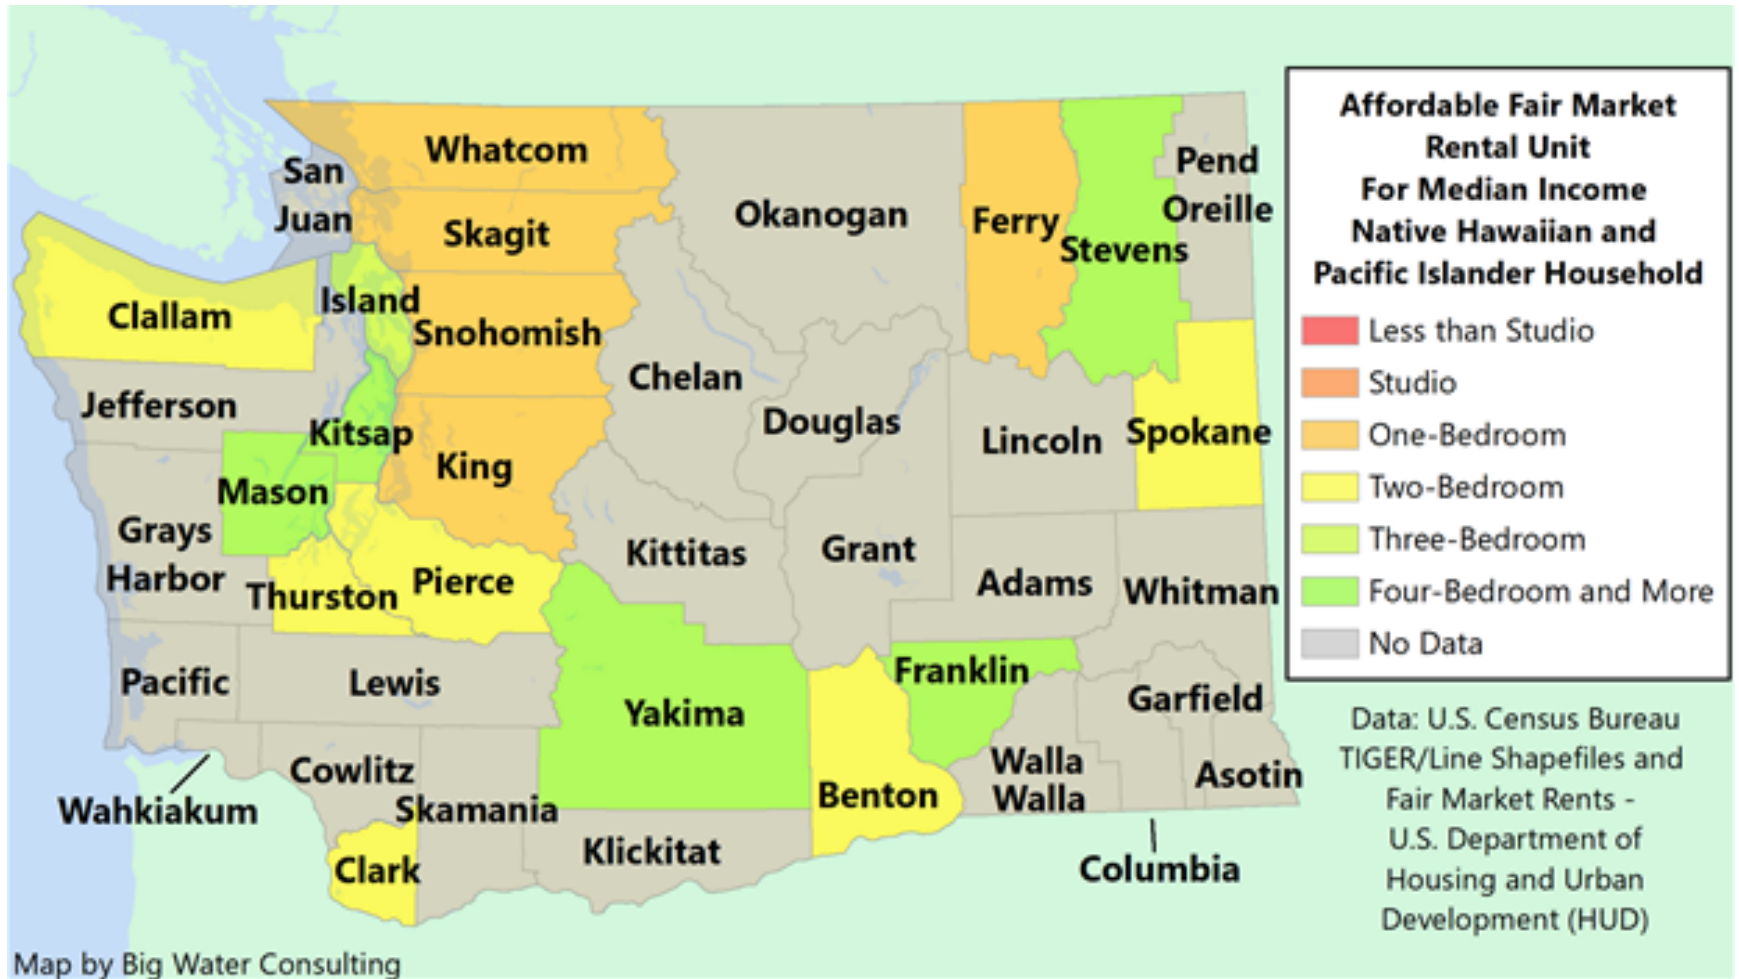 Whatcom
San
Juan
Skagit
Okanogan
Ferry
Stevens
Pend
Oreille
Clallam
Island
Snohomish
Chelan
Jefferson
Kitsap
King
Douglas
Lincoln
Spokane
Mason
Grays
Harbor
Thurston
Pierce
Kittitas
Grant
Adams
Whitman
Pacific
Lewis
Yakima
Franklin
Garfield
Wahkiakum
Cowlitz
Skamania
Benton
Walla
Walla
Asotin
Clark
Klickitat
Columbia
Affordable Fair Market
Rental Unit
For Median Income
Native Hawaiian and
Pacific Islander Household
Less than Studio
Studio
One-Bedroom
Two-Bedroom
Three-Bedroom
Four-Bedroom and More
No Data
Data: U.S. Census Bureau
TIGER/Line Shapefiles and
Fair Market Rents -
U.S. Department of
Housing and Urban
Development (HUD)
Map by Big Water Consulting